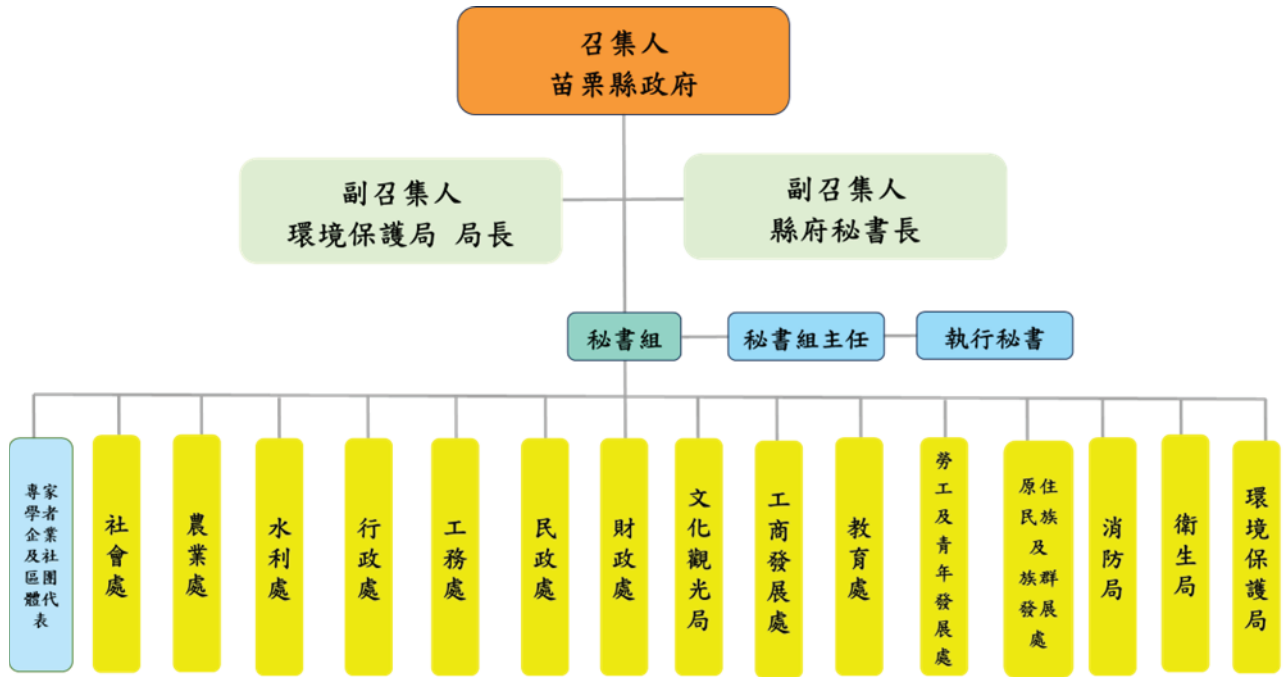 召集人
苗栗縣政府
副召集人
環境保護局 局長
副召集人
縣府秘書長
秘書組
秘書組主任
執行秘書
專家
學者
企業
及社
區團
體代
表
社會處
農業處
水利處
行政處
工務處
民政處
財政處
文化觀光局
工商發展處
教育處
勞工及青年發展處
原住
民族
及
族群
發展
處
消防局
衛生局
環境保護局